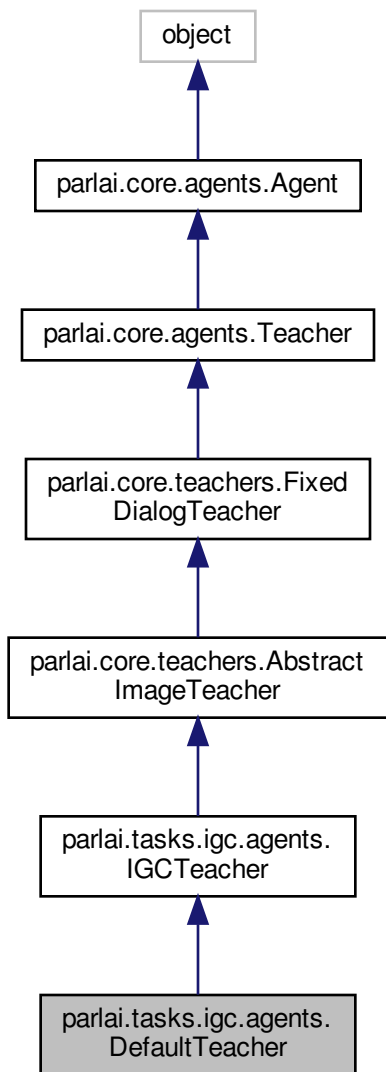 object
parlai.core.agents.Agent
parlai.core.agents.Teacher
parlai.core.teachers.Fixed
DialogTeacher
parlai.core.teachers.Abstract
ImageTeacher
parlai.tasks.igc.agents.
IGCTeacher
parlai.tasks.igc.agents.
DefaultTeacher